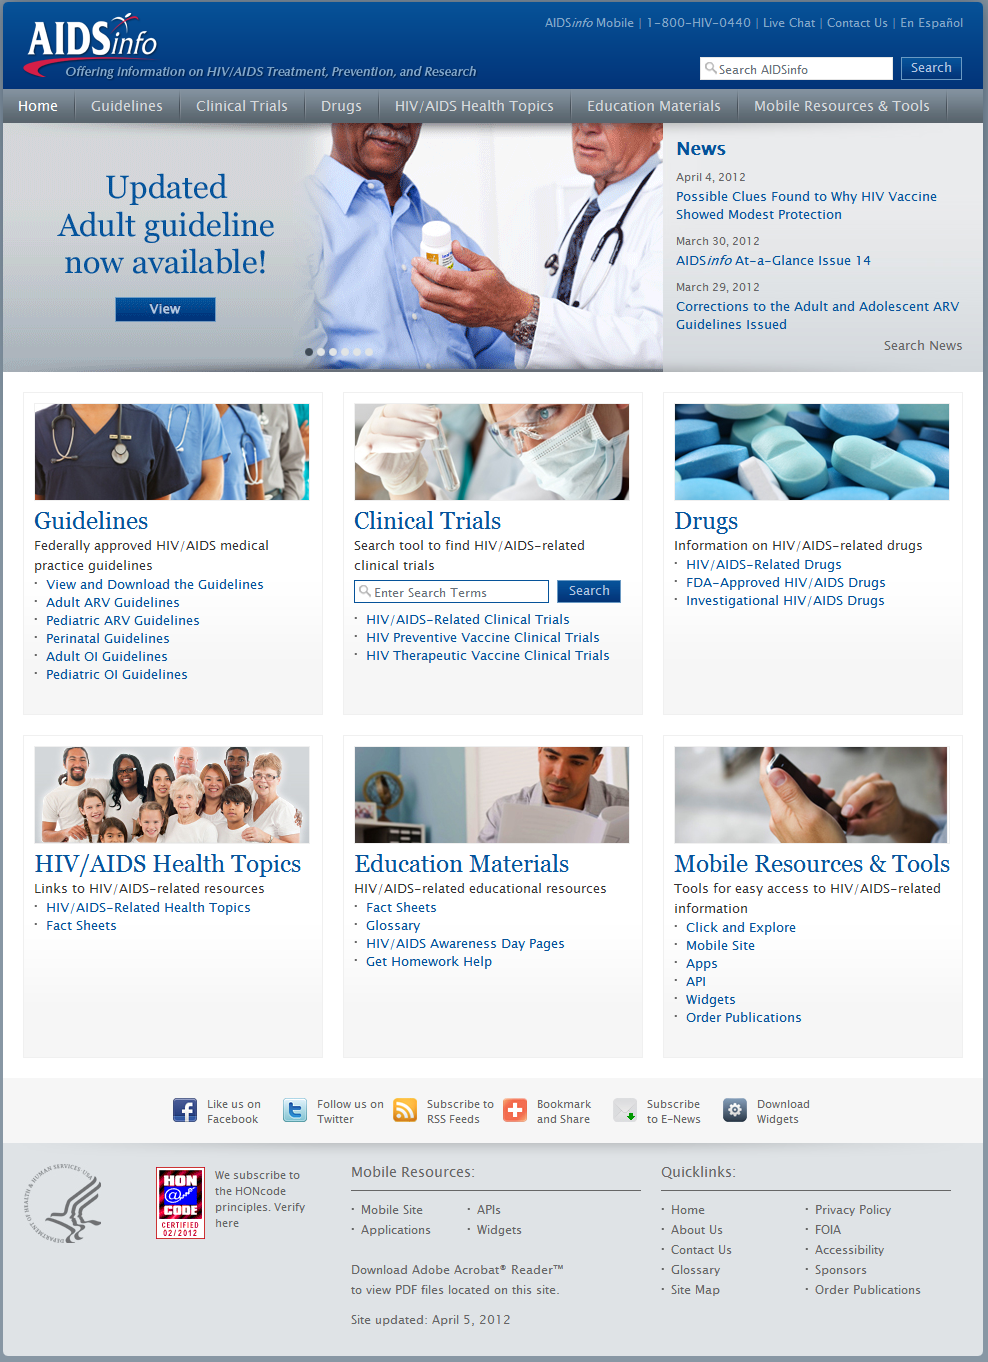 AIDSinfo
Offering Information on HIV/AIDS Treatment, Prevention, and Research
AIDSinfo Mobile | 1-800-HIV-0440 | Live Chat | Contact Us | En Español
Search AIDSinfo
Search
Home
Guidelines
Clinical Trials
Drugs
HIV/AIDS Health Topics
Education Materials
Mobile Resources & Tools
Updated
Adult guideline
now available!
View
News
April 4, 2012
Possible Clues Found to Why HIV Vaccine
Showed Modest Protection
March 30, 2012
AIDSinfo At-a-Glance Issue 14
March 29, 2012
Corrections to the Adult and Adolescent ARV
Guidelines Issued
Search News
Guidelines
Federally approved HIV/AIDS medical
practice guidelines
· View and Download the Guidelines
· Adult ARV Guidelines
· Pediatric ARV Guidelines
· Perinatal Guidelines
· Adult OI Guidelines
· Pediatric OI Guidelines
Clinical Trials
Search tool to find HIV/AIDS-related
clinical trials
Enter Search Terms
Search
· HIV/AIDS-Related Clinical Trials
· HIV Preventive Vaccine Clinical Trials
· HIV Therapeutic Vaccine Clinical Trials
Drugs
Information on HIV/AIDS-related drugs
· HIV/AIDS-Related Drugs
· FDA-Approved HIV/AIDS Drugs
· Investigational HIV/AIDS Drugs
HIV/AIDS Health Topics
Links to HIV/AIDS-related resources
· HIV/AIDS-Related Health Topics
· Fact Sheets
Education Materials
HIV/AIDS-related educational resources
· Fact Sheets
· Glossary
· HIV/AIDS Awareness Day Pages
· Get Homework Help
Mobile Resources & Tools
Tools for easy access to HIV/AIDS-related
information
· Click and Explore
· Mobile Site
· Apps
· API
· Widgets
· Order Publications
Like us on
Facebook
Follow us on
Twitter
Subscribe to
RSS Feeds
Bookmark
and Share
Subscribe
to E-News
Download
Widgets
DEPARTMENT OF HEALTH & HUMAN SERVICES·USA
HON
@
CODE
CERTIFIED
02/2012
We subscribe to
the HONcode
principles. Verify
here
Mobile Resources:
· Mobile Site
· Applications
· APIs
· Widgets
Download Adobe Acrobat® Reader™
to view PDF files located on this site.
Site updated: April 5, 2012
Quicklinks:
· Home
· About Us
· Contact Us
· Glossary
· Site Map
· Privacy Policy
· FOIA
· Accessibility
· Sponsors
· Order Publications